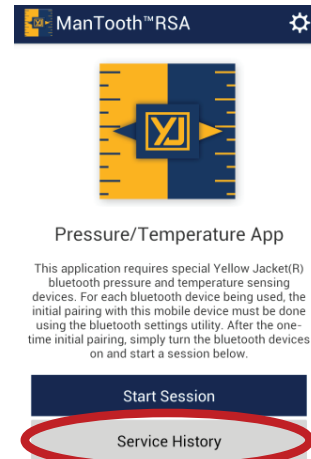 ManTooth™RSA
YJ
Pressure/Temperature App
This application requires special Yellow Jacket(R)
bluetooth pressure and temperature sensing
devices. For each bluetooth device being used, the
initial pairing with this mobile device must be done
using the bluetooth settings utility. After the one-
time initial pairing, simply turn the bluetooth devices
on and start a session below.
Start Session
Service History